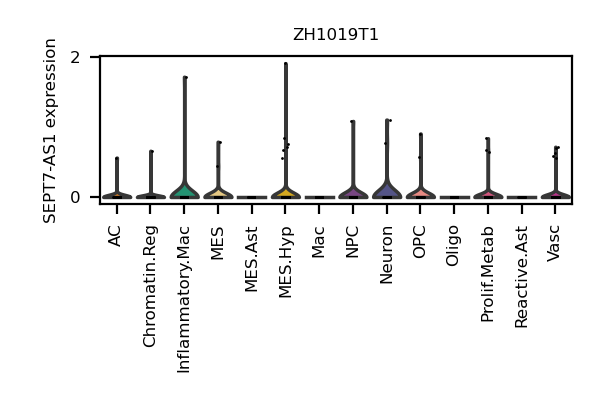 ZH1019T1
SEPT7-AS1 expression
2
0
AC
Chromatin.Reg
Inflammatory.Mac
MES
MES.Ast
MES.Hyp
Mac
NPC
Neuron
OPC
Oligo
Prolif.Metab
Reactive.Ast
Vasc